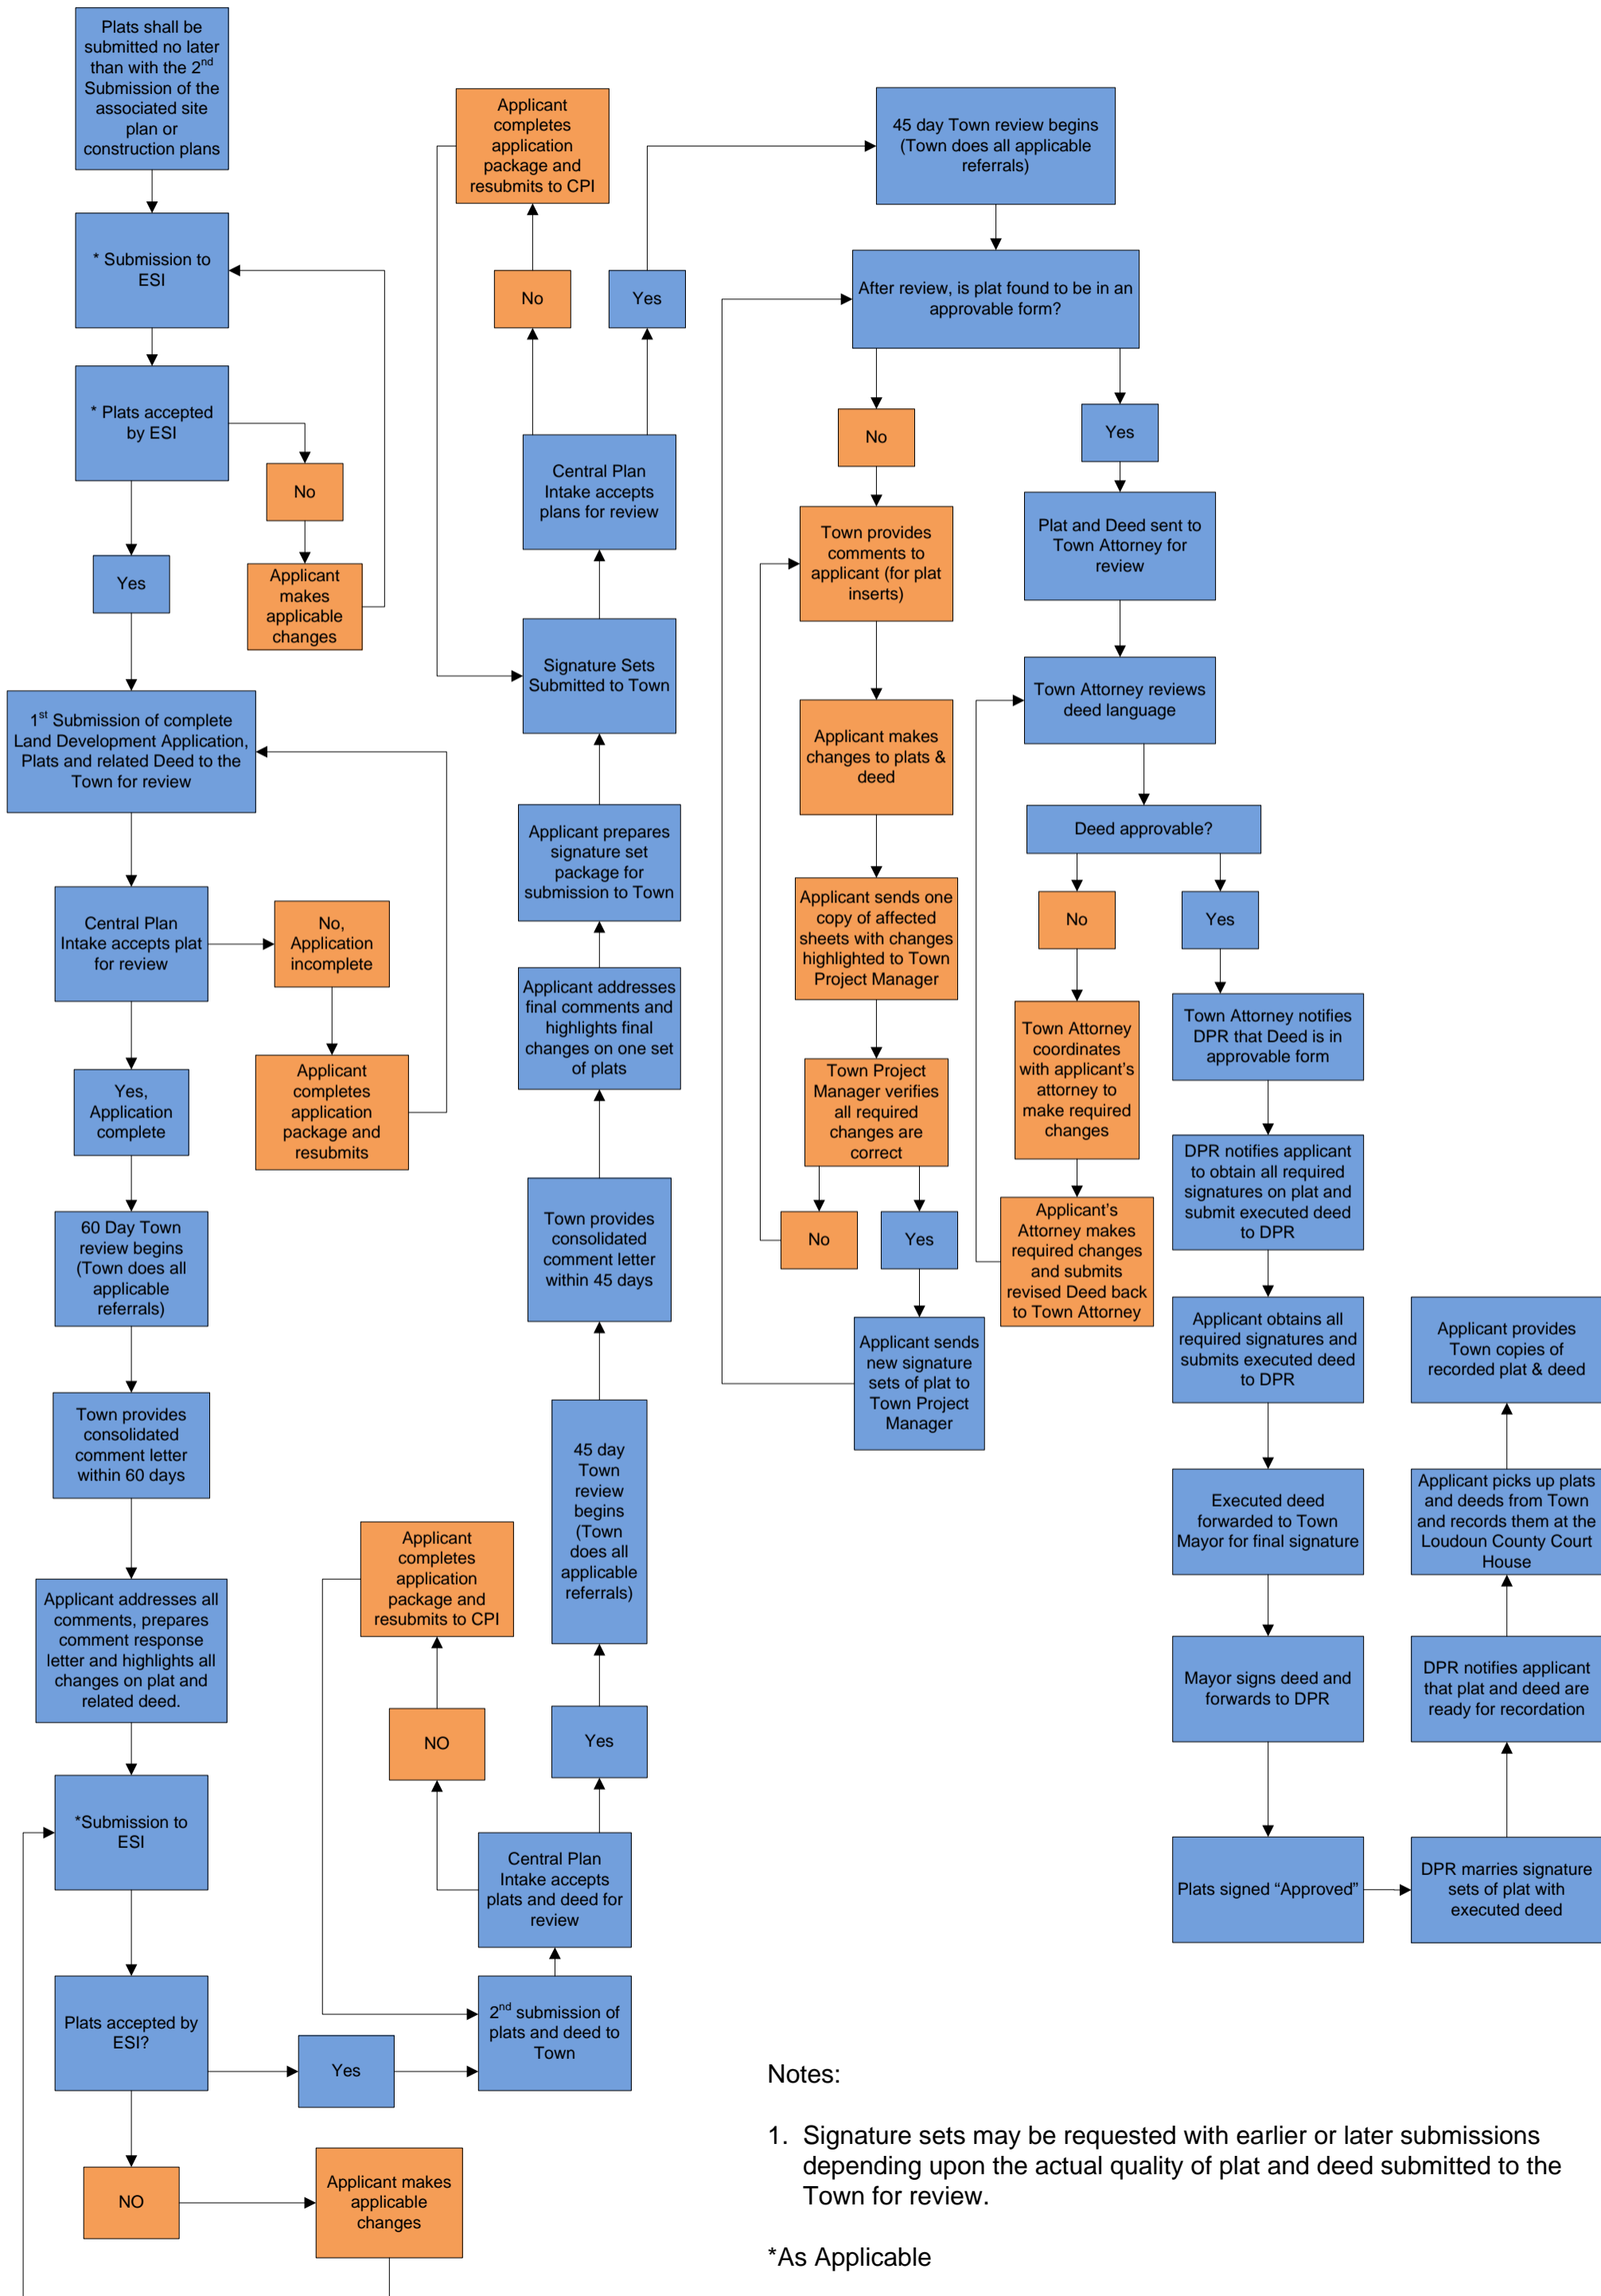 Plats shall be
submitted no later
than with the 2nd
Submission of the
associated site
plan or
construction plans
* Submission to
ESI
* Plats accepted
by ESI
No
Applicant
makes
applicable
changes
Yes
1st Submission of complete
Land Development Application,
Plats and related Deed to the
Town for review
Central Plan
Intake accepts plat
for review
No,
Application
incomplete
Applicant
completes
application
package and
resubmits
Yes,
Application
complete
60 Day Town
review begins
(Town does all
applicable
referrals)
Town provides
consolidated
comment letter
within 60 days
Applicant addresses all
comments, prepares
comment response
letter and highlights all
changes on plat and
related deed.
*Submission to
ESI
Plats accepted by
ESI?
NO
Applicant makes
applicable
changes
Yes
2nd submission of
plats and deed to
Town
Central Plan
Intake accepts
plats and deed for
review
NO
Applicant
completes
application
package and
resubmits to CPI
Yes
45 day
Town
review
begins
(Town
does all
applicable
referrals)
Town provides
consolidated
comment letter
within 45 days
Applicant addresses
final comments and
highlights final
changes on one set
of plats
Applicant prepares
signature set
package for
submission to Town
Signature Sets
Submitted to Town
Central Plan
Intake accepts
plans for review
No
Applicant
completes
application
package and
resubmits to CPI
Yes
45 day Town review begins
(Town does all applicable
referrals)
After review, is plat found to be in an
approvable form?
No
Town provides
comments to
applicant (for plat
inserts)
Applicant makes
changes to plats &
deed
Applicant sends one
copy of affected
sheets with changes
highlighted to Town
Project Manager
Town Project
Manager verifies
all required
changes are
correct
No
Yes
Applicant sends
new signature
sets of plat to
Town Project
Manager
Yes
Plat and Deed sent to
Town Attorney for
review
Town Attorney reviews
deed language
Deed approvable?
No
Town Attorney
coordinates
with applicant’s
attorney to
make required
changes
Applicant’s
Attorney makes
required changes
and submits
revised Deed back
to Town Attorney
Yes
Town Attorney notifies
DPR that Deed is in
approvable form
DPR notifies applicant
to obtain all required
signatures on plat and
submit executed deed
to DPR
Applicant obtains all
required signatures and
submits executed deed
to DPR
Executed deed
forwarded to Town
Mayor for final signature
Mayor signs deed and
forwards to DPR
Plats signed “Approved”
DPR marries signature
sets of plat with
executed deed
DPR notifies applicant
that plat and deed are
ready for recordation
Applicant picks up plats
and deeds from Town
and records them at the
Loudoun County Court
House
Applicant provides
Town copies of
recorded plat & deed
Notes:
1. Signature sets may be requested with earlier or later submissions
depending upon the actual quality of plat and deed submitted to the
Town for review.
*As Applicable